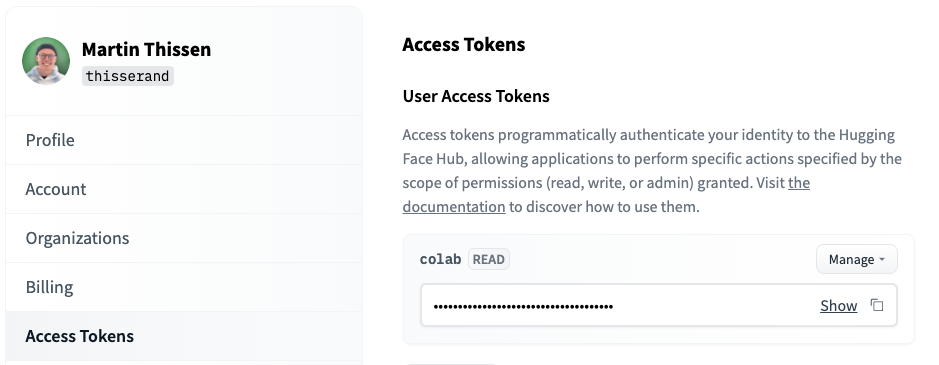 Martin Thissen
thisserand
Profile
Account
Organizations
Billing
Access Tokens
Access Tokens
User Access Tokens
Access tokens programmatically authenticate your identity to the Hugging
Face Hub, allowing applications to perform specific actions specified by the
scope of permissions (read, write, or admin) granted. Visit the
documentation to discover how to use them.
colab READ
Manage
••••••••••••••••••••••••••••••••••••• Show